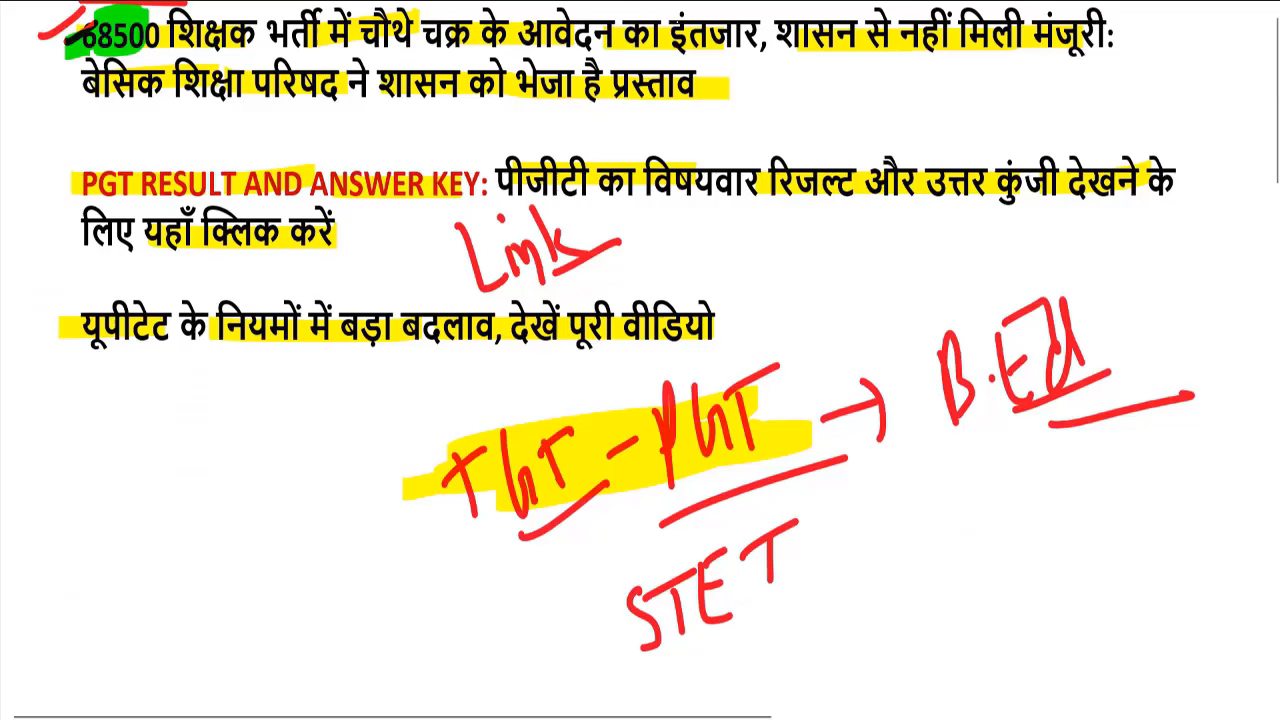 68500 शिक्षक भर्ती में चौथे चक्र के आवेदन का इंतजार, शासन से नहीं मिली मंजूरी:
बेसिक शिक्षा परिषद ने शासन को भेजा है प्रस्ताव
PGT RESULT AND ANSWER KEY: पीजीटी का विषयवार रिजल्ट और उत्तर कुंजी देखने के
लिए यहाँ क्लिक करें
Link
यूपीटेट के नियमों में बड़ा बदलाव, देखें पूरी वीडियो
TGT - PGT → B.Ed
STET